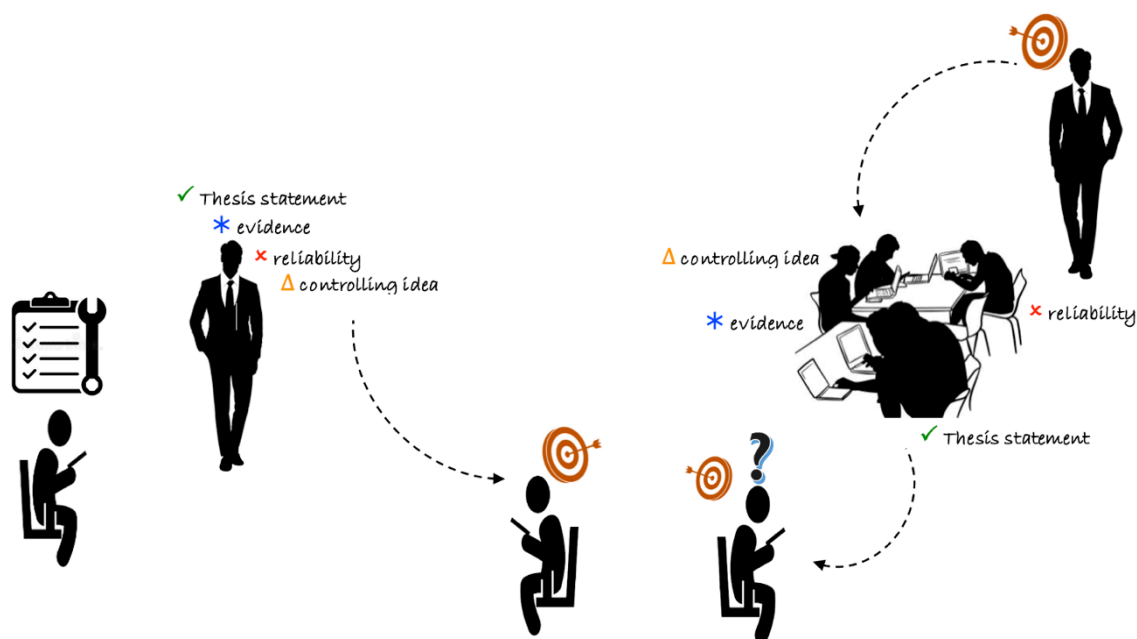 ✓ Thesis statement
* evidence
× reliability
Δ controlling idea
?
Δ controlling idea
* evidence
× reliability
✓ Thesis statement